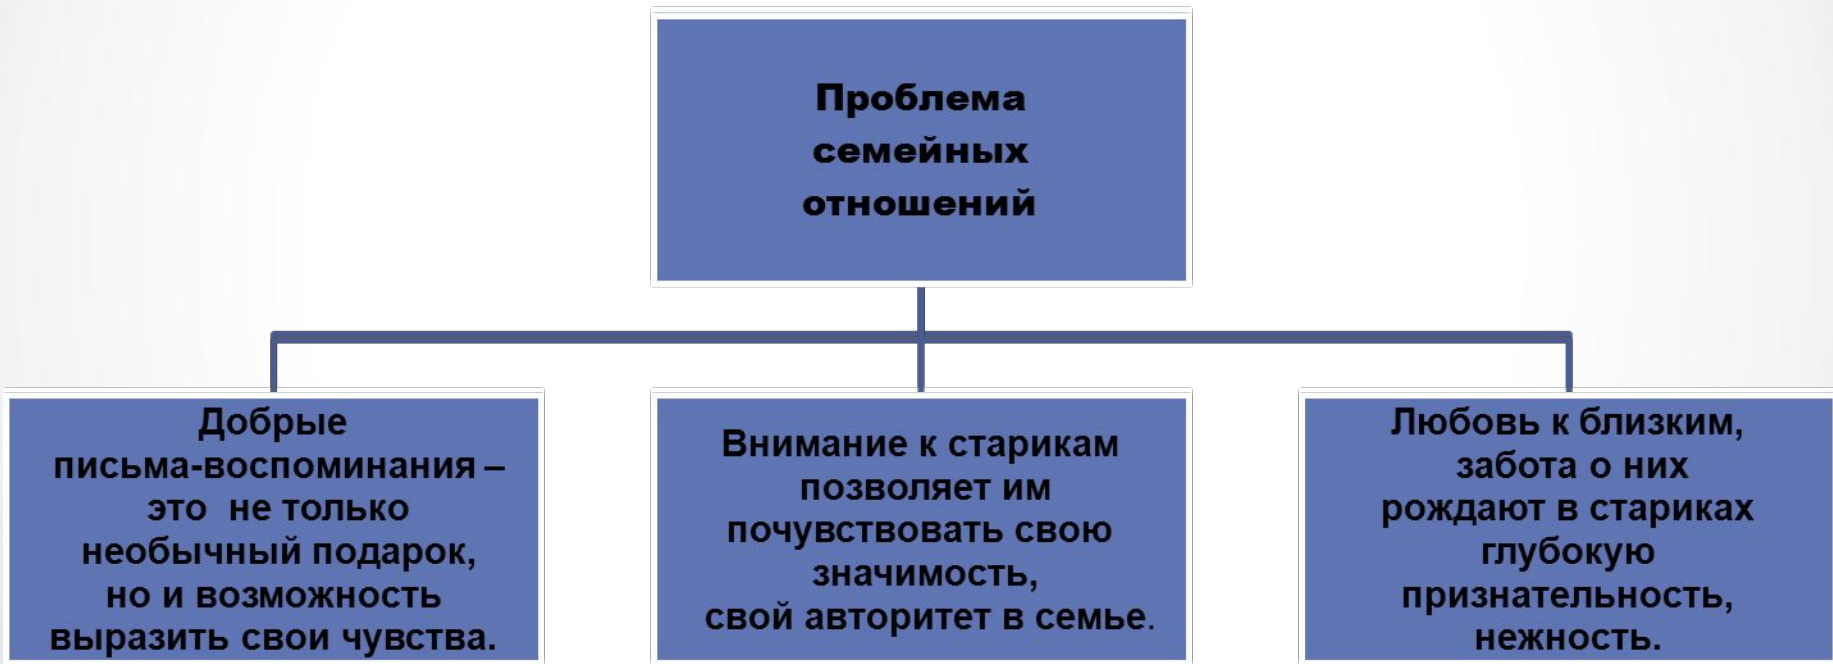 Проблема
семейных
отношений
Добрые
письма-воспоминания –
это  не только
необычный подарок,
но и возможность
выразить свои чувства.
Внимание к старикам
позволяет им
почувствовать свою
значимость,
свой авторитет в семье.
Любовь к близким,
забота о них
рождают в стариках
глубокую
признательность,
нежность.